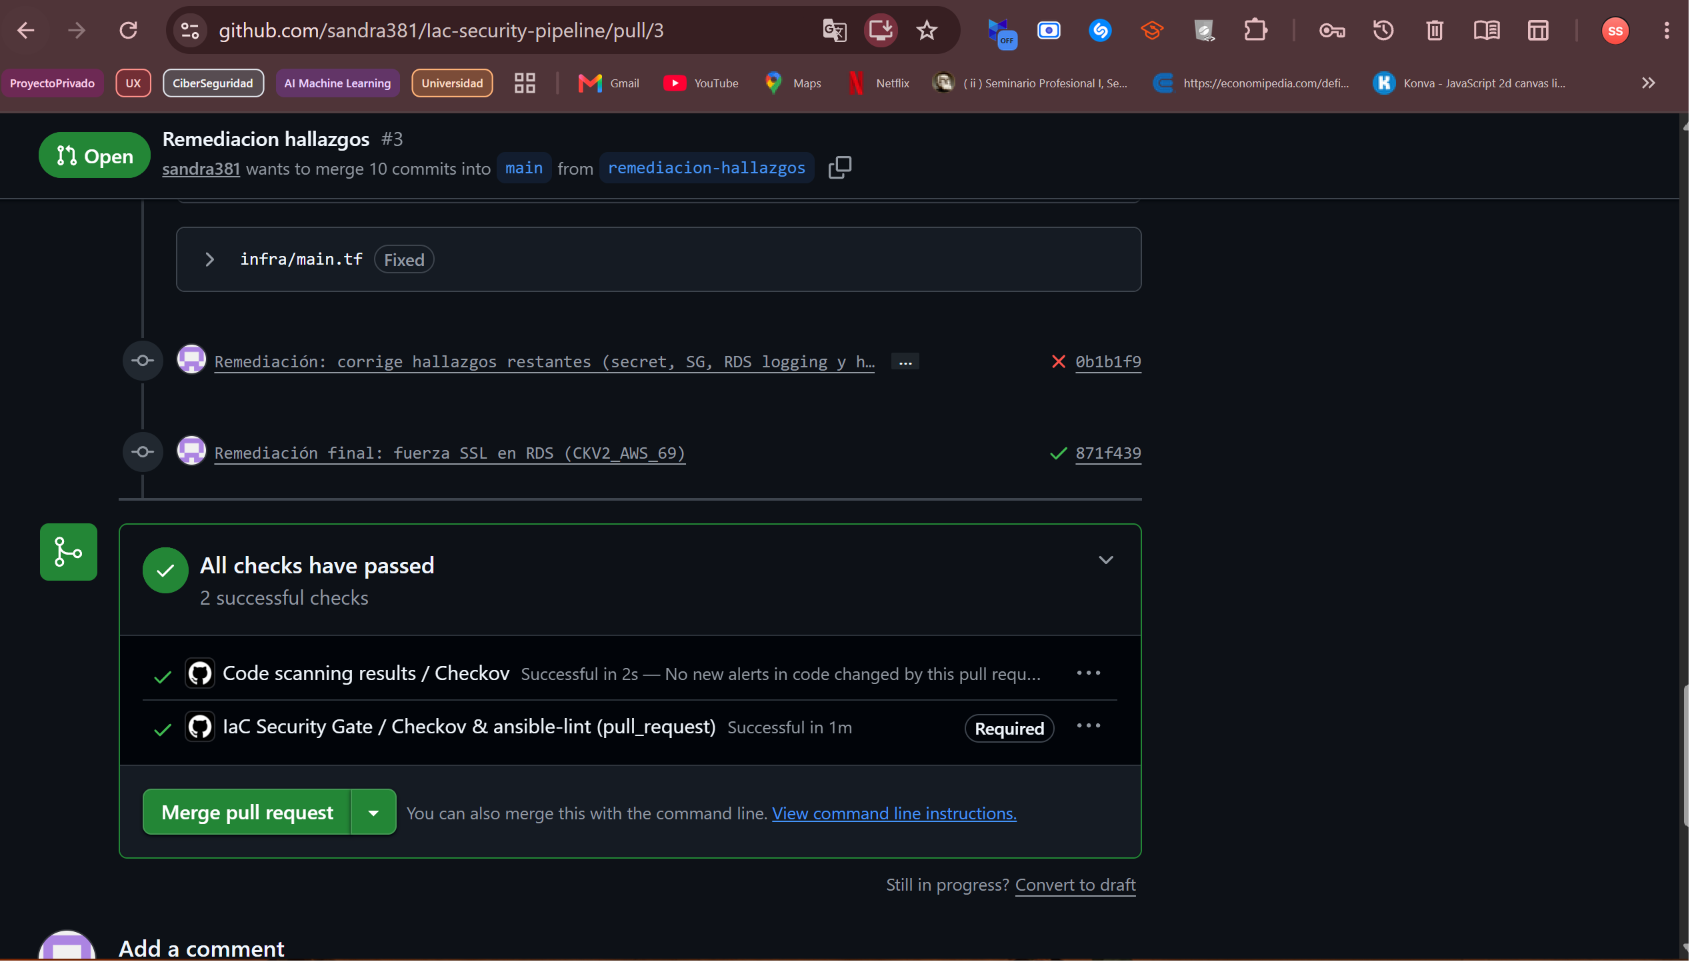 github.com/sandra381/Iac-security-pipeline/pull/3
OFF
ss
ProyectoPrivado UX CiberSeguridad AI Machine Learning Universidad Gmail YouTube Maps Netflix ( ii ) Seminario Profesional I, Se... https://economipedia.com/defi... Konva - JavaScript 2d canvas li...
Open
Remediacion hallazgos #3
sandra381 wants to merge 10 commits into main from remediacion-hallazgos
infra/main.tf Fixed
Remediación: corrige hallazgos restantes (secret, SG, RDS logging y h… ... 0b1b1f9
Remediación final: fuerza SSL en RDS (CKV2_AWS_69) 871f439
All checks have passed
2 successful checks
Code scanning results / Checkov Successful in 2s — No new alerts in code changed by this pull requ...
IaC Security Gate / Checkov & ansible-lint (pull_request) Successful in 1m Required
Merge pull request You can also merge this with the command line. View command line instructions.
Still in progress? Convert to draft
Add a comment